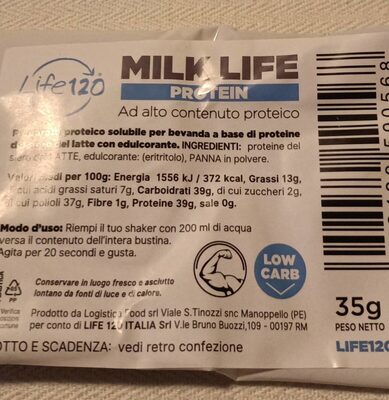 Life120
MILK LIFE
PROTEIN
Ad alto contenuto proteico
proteico solubile per bevanda a base di proteine
del latte con edulcorante. INGREDIENTI: proteine del
siero del LATTE, edulcorante: (eritritolo), PANNA in polvere.
Valori medi per 100g: Energia 1556 kJ / 372 kcal, Grassi 13g,
di cui acidi grassi saturi 7g, Carboidrati 39g, di cui zuccheri 2g,
di cui polioli 37g, Fibre 1g, Proteine 39g, sale 0g.
Modo d'uso: Riempi il tuo shaker con 200 ml di acqua
versa il contenuto dell'intera bustina.
Agita per 20 secondi e gusta.
LOW
CARB
Conservare in luogo fresco e asciutto
lontano da fonti di luce e di calore.
PP
Verifica
comune
Prodotto da Logistica Food srl Viale S.Tinozzi snc Manoppello (PE)
per conto di LIFE 120 ITALIA Srl V.le Bruno Buozzi,109 - 00197 RM
35g
PESO NETTO
LIFE120
OTTO E SCADENZA: vedi retro confezione